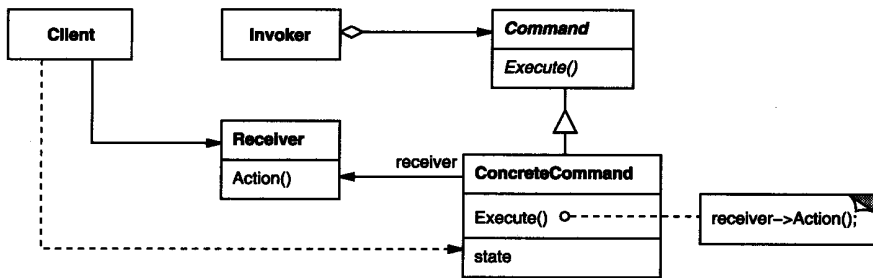 Client
Invoker
Command
Execute()
Receiver
Action()
receiver
ConcreteCommand
Execute()
receiver–>Action();
state